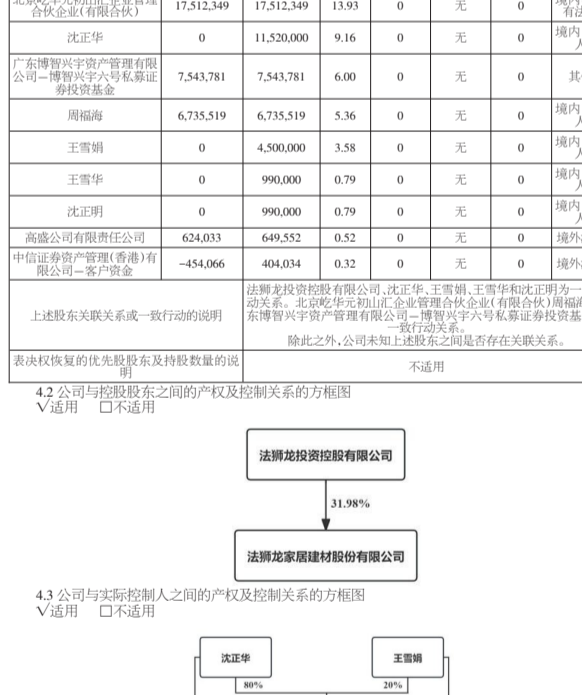 合伙企业(有限合伙) 17,512,349 17,512,349 13.93 0 无 0
沈正华 0 11,520,000 9.16 0 无 0 境内
广东博智兴宇资产管理有限
公司—博智兴宇六号私募证 7,543,781 7,543,781 6.00 0 无 0 其
券投资基金
周福海 6,735,519 6,735,519 5.36 0 无 0 境内
人
王雪娟 0 4,500,000 3.58 0 无 0 境内
人
王雪华 0 990,000 0.79 0 无 0 境内
人
沈正明 0 990,000 0.79 0 无 0 境内
人
高盛公司有限责任公司 624,033 649,552 0.52 0 无 0 境外
中信证券资产管理(香港)有
限公司—客户资金 -454,066 404,034 0.32 0 无 0 境外
上述股东关联关系或一致行动的说明
法狮龙投资控股有限公司、沈正华、王雪娟、王雪华和沈正明为一
动关系。北京屹华元初山汇企业管理合伙企业(有限合伙)周福海
东博智兴宇资产管理有限公司—博智兴宇六号私募证券投资基
一致行动关系。
除此之外,公司未知上述股东之间是否存在关联关系。
表决权恢复的优先股股东及持股数量的说
明
不适用
4.2 公司与控股股东之间的产权及控制关系的方框图
√适用 □不适用
法狮龙投资控股有限公司
31.98%
法狮龙家居建材股份有限公司
4.3 公司与实际控制人之间的产权及控制关系的方框图
√适用 □不适用
沈正华 王雪娟
80% 20%